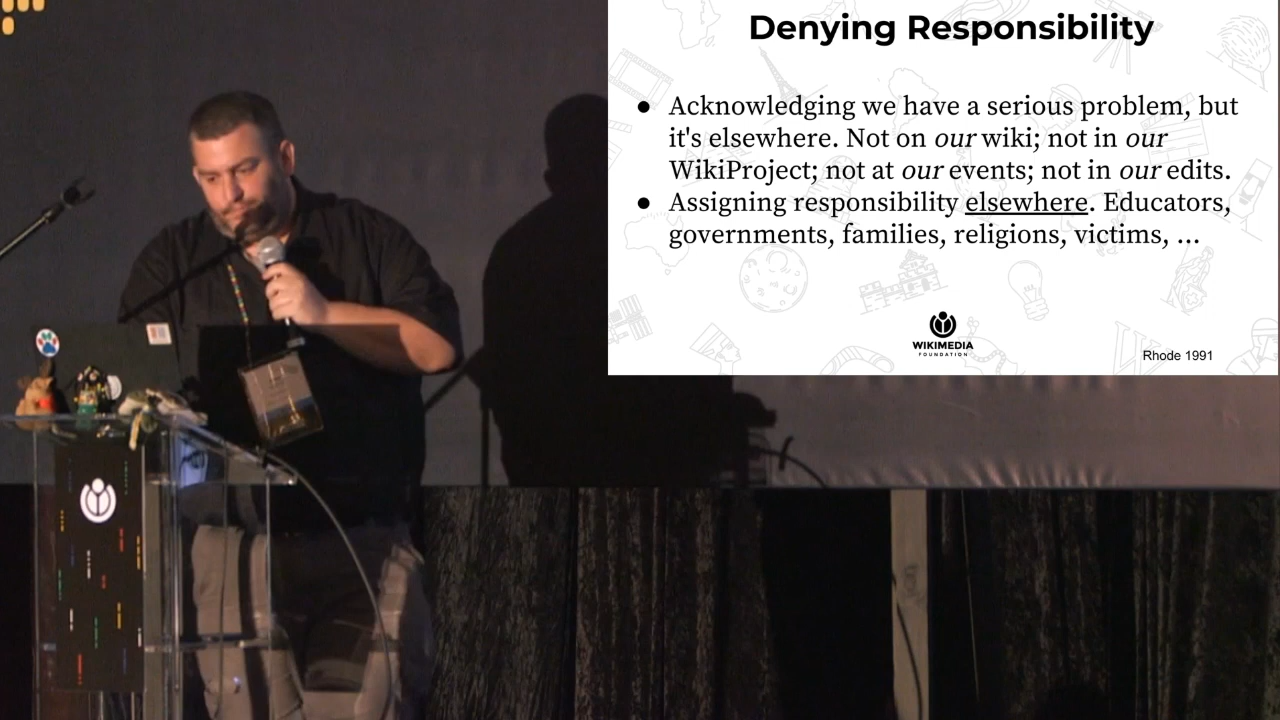 Denying Responsibility
● Acknowledging we have a serious problem, but
it's elsewhere. Not on our wiki; not in our
WikiProject; not at our events; not in our edits.
● Assigning responsibility elsewhere. Educators,
governments, families, religions, victims, ...
WIKIMEDIA
FOUNDATION
Rhode 1991